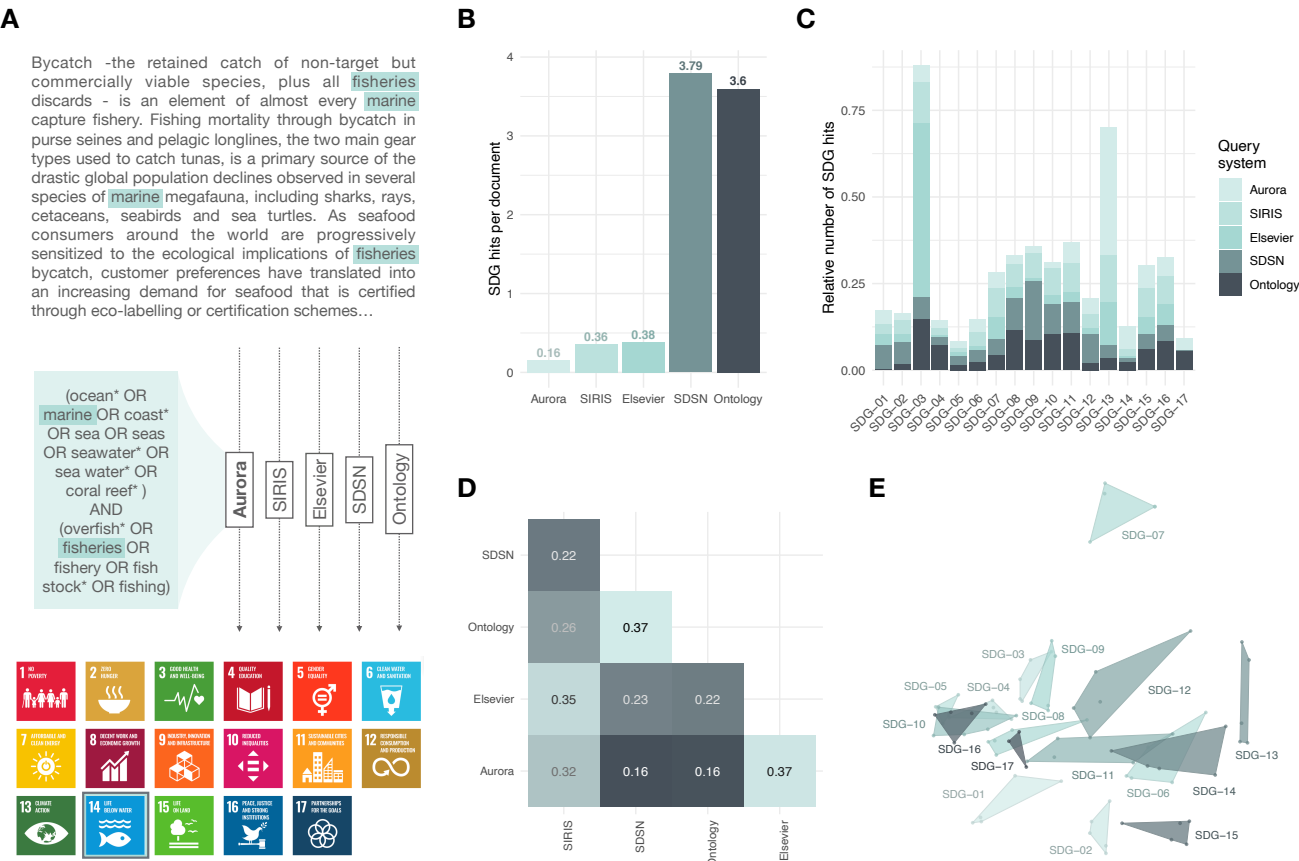 A
Bycatch -the retained catch of non-target but
commercially viable species, plus all fisheries
discards - is an element of almost every marine
capture fishery. Fishing mortality through bycatch in
purse seines and pelagic longlines, the two main gear
types used to catch tunas, is a primary source of the
drastic global population declines observed in several
species of marine megafauna, including sharks, rays,
cetaceans, seabirds and sea turtles. As seafood
consumers around the world are progressively
sensitized to the ecological implications of fisheries
bycatch, customer preferences have translated into
an increasing demand for seafood that is certified
through eco-labelling or certification schemes…
(ocean* OR
marine OR coast*
OR sea OR seas
OR seawater* OR
sea water* OR
coral reef* )
AND
(overfish* OR
fisheries OR
fishery OR fish
stock* OR fishing)
Aurora
SIRIS
Elsevier
SDSN
Ontology
1 NO
POVERTY
2 ZERO
HUNGER
3 GOOD HEALTH
AND WELL-BEING
4 QUALITY
EDUCATION
5 GENDER
EQUALITY
6 CLEAN WATER
AND SANITATION
7 AFFORDABLE AND
CLEAN ENERGY
8 DECENT WORK AND
ECONOMIC GROWTH
9 INDUSTRY, INNOVATION
AND INFRASTRUCTURE
10 REDUCED
INEQUALITIES
11 SUSTAINABLE CITIES
AND COMMUNITIES
12 RESPONSIBLE
CONSUMPTION
AND PRODUCTION
13 CLIMATE
ACTION
14 LIFE
BELOW WATER
15 LIFE
ON LAND
16 PEACE, JUSTICE
AND STRONG
INSTITUTIONS
17 PARTNERSHIPS
FOR THE GOALS
B
SDG hits per document
4
3
2
1
0
0.16
0.36
0.38
3.79
3.6
Aurora
SIRIS
Elsevier
SDSN
Ontology
C
Relative number of SDG hits
0.75
0.50
0.25
0.00
SDG-01
SDG-02
SDG-03
SDG-04
SDG-05
SDG-06
SDG-07
SDG-08
SDG-09
SDG-10
SDG-11
SDG-12
SDG-13
SDG-14
SDG-15
SDG-16
SDG-17
Query
system
Aurora
SIRIS
Elsevier
SDSN
Ontology
D
SDSN
0.22
Ontology
0.26 0.37
Elsevier
0.35 0.23 0.22
Aurora
0.32 0.16 0.16 0.37
SIRIS
SDSN
Ontology
Elsevier
E
SDG-07
SDG-09
SDG-03
SDG-05
SDG-04
SDG-12
SDG-08
SDG-10
SDG-16
SDG-13
SDG-17
SDG-11
SDG-06
SDG-14
SDG-01
SDG-15
SDG-02